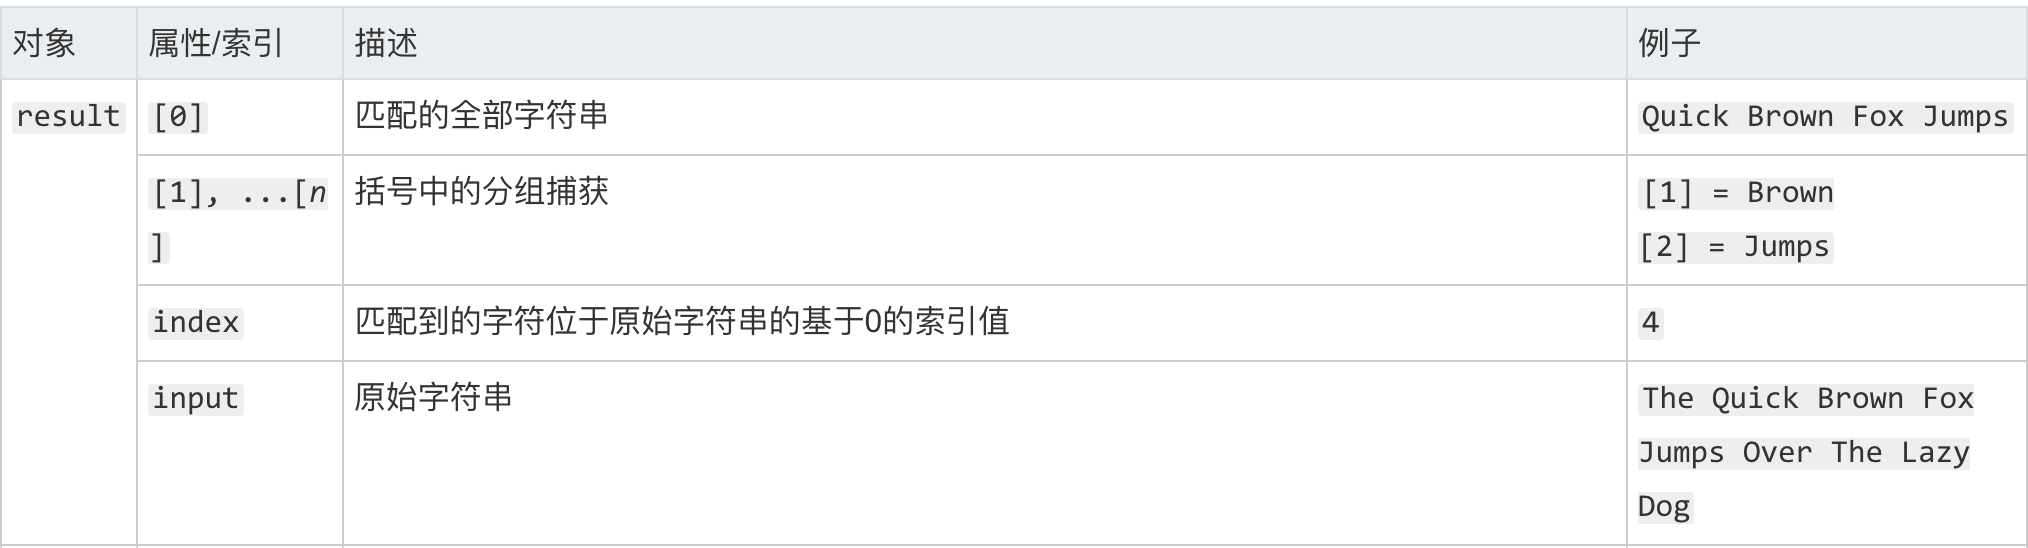 对象 属性/索引 描述 例子
result [0] 匹配的全部字符串 Quick Brown Fox Jumps
[1], ...[n 括号中的分组捕获 [1] = Brown
] [2] = Jumps
index 匹配到的字符位于原始字符串的基于0的索引值 4
input 原始字符串 The Quick Brown Fox
Jumps Over The Lazy
Dog